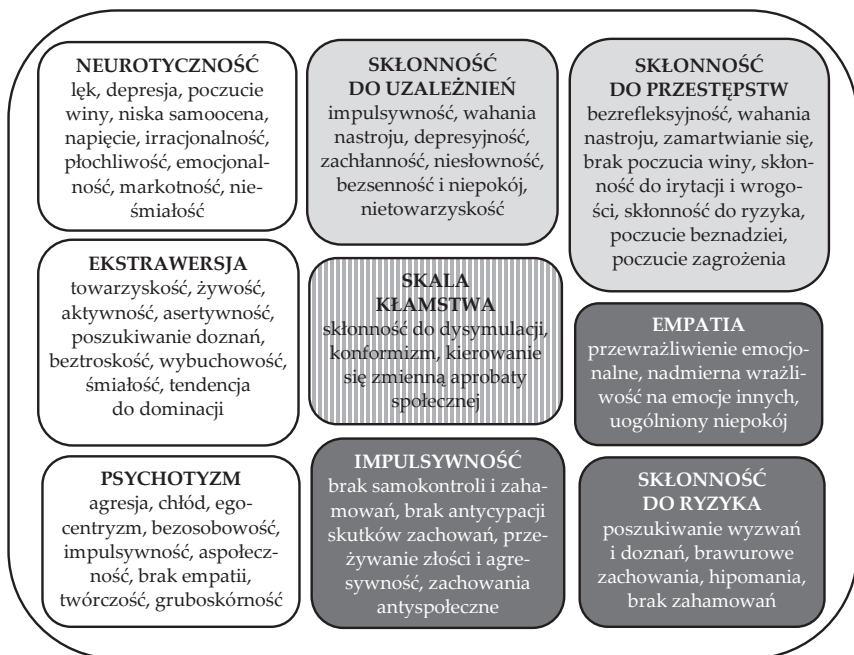 NEUROTYCZNOŚĆ
lęk, depresja, poczucie
winy, niska samoocena,
napięcie, irracjonalność,
płochliwość, emocjonal-
ność, markotność, nie-
śmiałość
SKŁONNOŚĆ
DO UZALEŻNIEŃ
impulsywność, wahania
nastroju, depresyjność,
zachłanność, niesłowność,
bezsenność i niepokój,
nietowarzyskość
SKŁONNOŚĆ
DO PRZESTĘPSTW
bezrefleksyjność, wahania
nastroju, zamartwianie się,
brak poczucia winy, skłon-
ność do irytacji i wrogo-
ści, skłonność do ryzyka,
poczucie beznadziei,
poczucie zagrożenia
EKSTRAWERSJA
towarzyskość, żywość,
aktywność, asertywność,
poszukiwanie doznań,
beztroskość, wybuchowość,
śmiałość, tendencja
do dominacji
SKALA
KŁAMSTWA
skłonność do dysymulacji,
konformizm, kierowanie
się zmienną aprobaty
społecznej
EMPATIA
przewrażliwienie emocjo-
nalne, nadmierna wrażli-
wość na emocje innych,
uogólniony niepokój
PSYCHOTYZM
agresja, chłód, ego-
centryzm, bezosobowość,
impulsywność, aspołecz-
ność, brak empatii,
twórczość, gruboskórność
IMPULSYWNOŚĆ
brak samokontroli i zaha-
mowań, brak antycypacji
skutków zachowań, prze-
żywanie złości i agre-
sywność, zachowania
antyspołeczne
SKŁONNOŚĆ
DO RYZYKA
poszukiwanie wyzwań
i doznań, brawurowe
zachowania, hipomania,
brak zahamowań